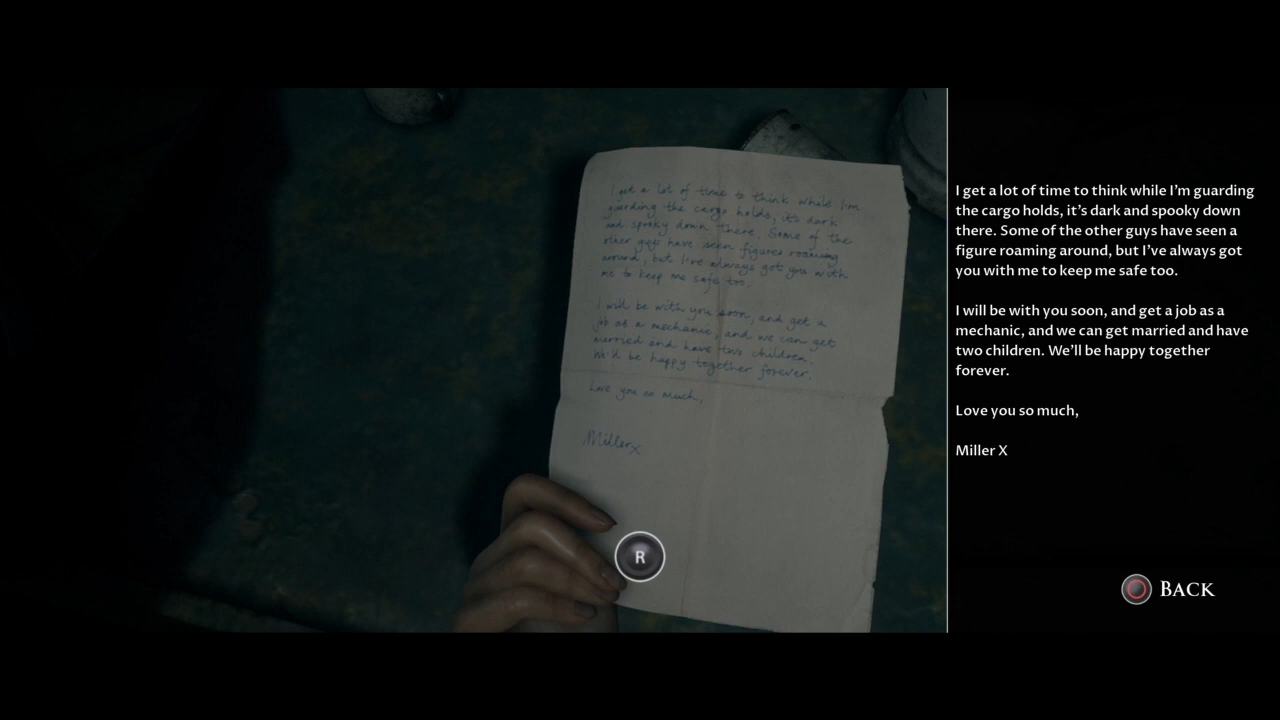 I get a lot of time to think while I'm
guarding the cargo holds, it's dark
and spooky down there. Some of the
other guys have seen figures roaming
around, but I've always got you with
me to keep me safe too.
I will be with you soon, and get a
job as a mechanic, and we can get
married and have two children.
We'll be happy together forever.
Love you so much,
Miller x
R
I get a lot of time to think while I'm guarding
the cargo holds, it's dark and spooky down
there. Some of the other guys have seen a
figure roaming around, but I've always got
you with me to keep me safe too.
I will be with you soon, and get a job as a
mechanic, and we can get married and have
two children. We'll be happy together
forever.
Love you so much,
Miller X
BACK